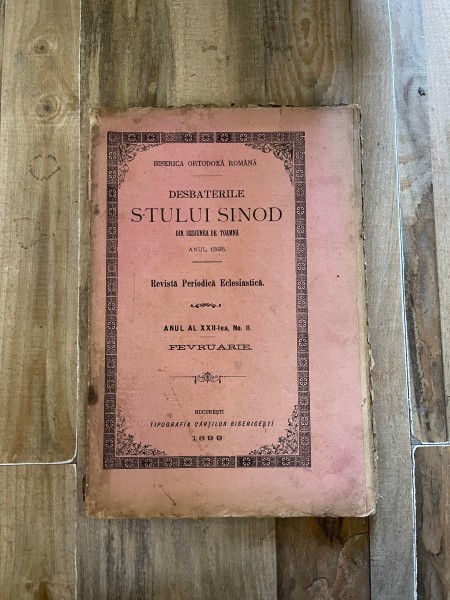 BISERICA ORTODOXĂ ROMÂNĂ
DESBATERILE
S-TULUI SINOD
DIN SESIUNEA DE TOAMNĂ
ANUL 1898.
Revistă Periodică Eclesiastică.
ANUL AL XXII-lea, No. 11.
FEVRUARIE.
BUCUREȘTI
TIPOGRAFIA CĂRȚILOR BISERICEȘTI
1899